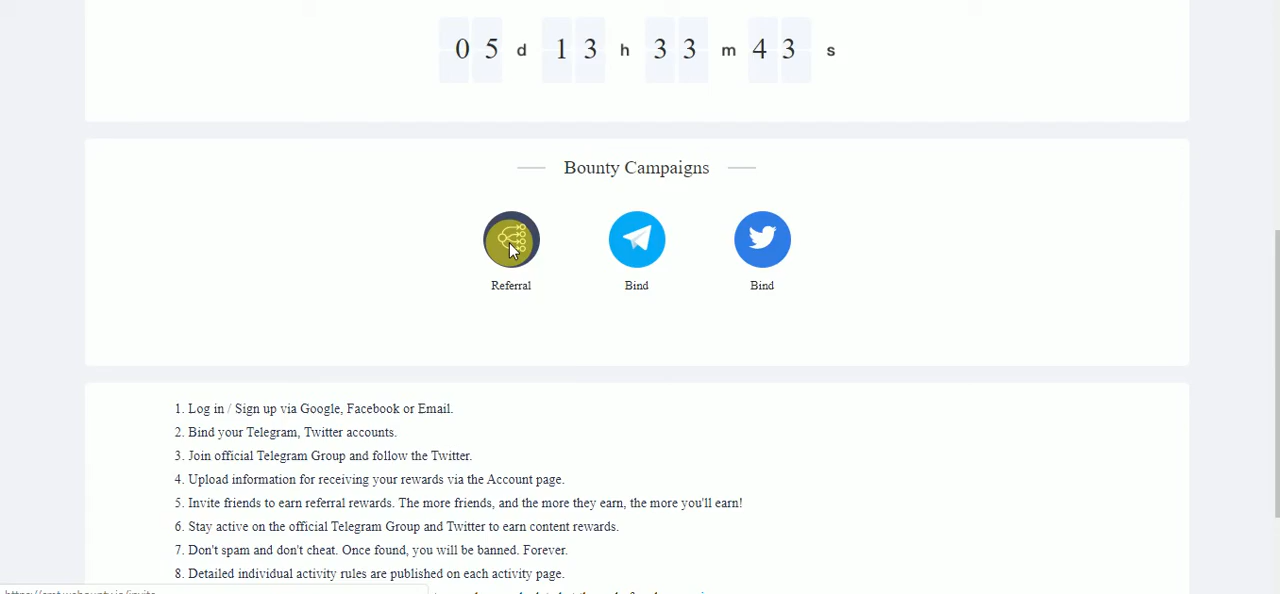 05 d 13 h 33 m 43 s
Bounty Campaigns
Referral Bind Bind
1. Log in / Sign up via Google, Facebook or Email.
2. Bind your Telegram, Twitter accounts.
3. Join official Telegram Group and follow the Twitter.
4. Upload information for receiving your rewards via the Account page.
5. Invite friends to earn referral rewards. The more friends, and the more they earn, the more you'll earn!
6. Stay active on the official Telegram Group and Twitter to earn content rewards.
7. Don't spam and don't cheat. Once found, you will be banned. Forever.
8. Detailed individual activity rules are published on each activity page.